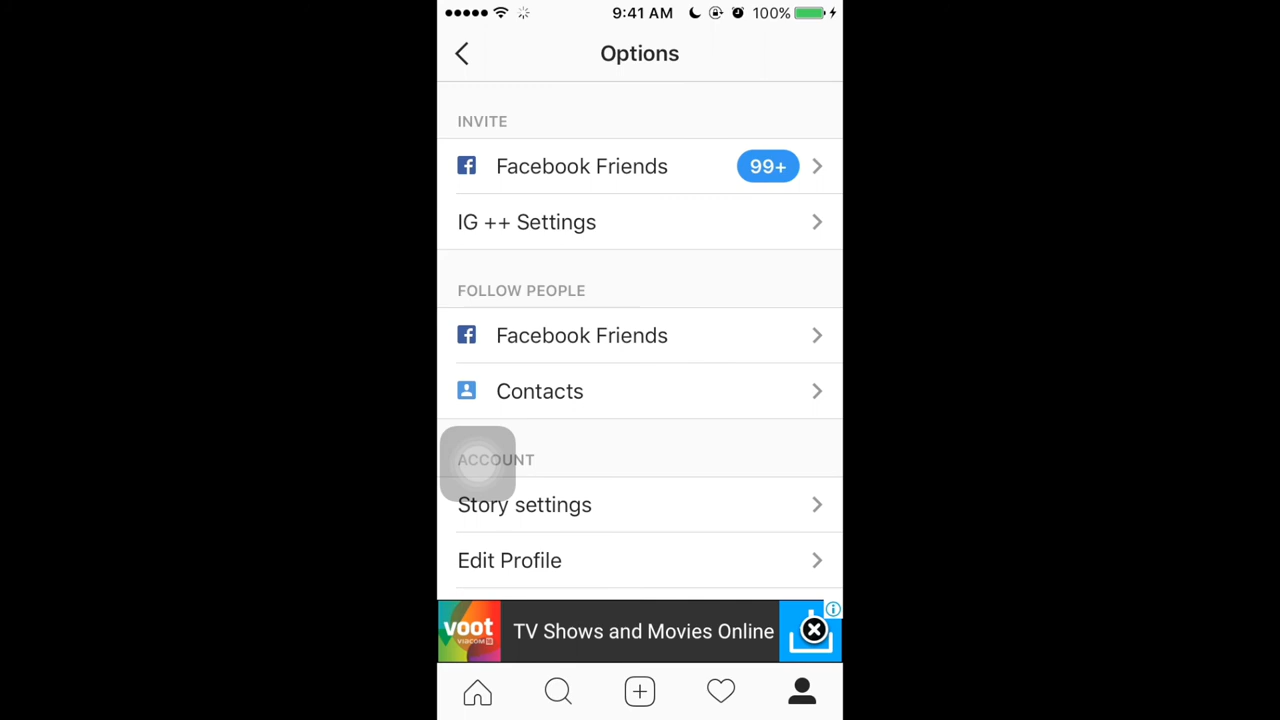 9:41 AM 100%
Options
INVITE
Facebook Friends 99+
IG ++ Settings
FOLLOW PEOPLE
Facebook Friends
Contacts
ACCOUNT
Story settings
Edit Profile
voot
VIACOM18
TV Shows and Movies Online